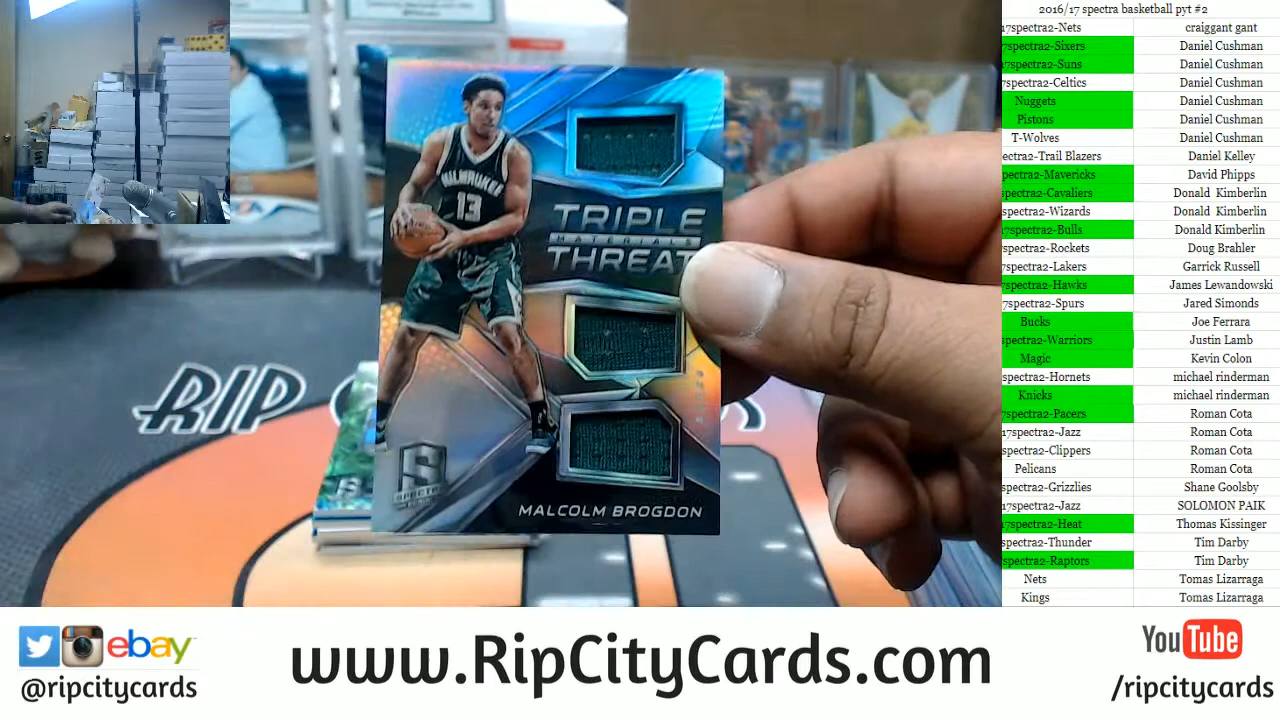 2016/17 spectra basketball pyt #2
17spectra2-Nets craiggant gant
spectra2-Sixers Daniel Cushman
7spectra2-Suns Daniel Cushman
7spectra2-Celtics Daniel Cushman
Nuggets Daniel Cushman
Pistons Daniel Cushman
T-Wolves Daniel Cushman
ectra2-Trail Blazers Daniel Kelley
pectra2-Mavericks David Phipps
pectra2-Cavaliers Donald Kimberlin
spectra2-Wizards Donald Kimberlin
7spectra2-Bulls Donald Kimberlin
spectra2-Rockets Doug Brahler
spectra2-Lakers Garrick Russell
spectra2-Hawks James Lewandowski
7spectra2-Spurs Jared Simonds
Bucks Joe Ferrara
spectra2-Warriors Justin Lamb
Magic Kevin Colon
spectra2-Hornets michael rinderman
Knicks michael rinderman
spectra2-Pacers Roman Cota
17spectra2-Jazz Roman Cota
spectra2-Clippers Roman Cota
Pelicans Roman Cota
pectra2-Grizzlies Shane Goolsby
17spectra2-Jazz SOLOMON PAIK
17spectra2-Heat Thomas Kissinger
spectra2-Thunder Tim Darby
spectra2-Raptors Tim Darby
Nets Tomas Lizarraga
Kings Tomas Lizarraga
MILWAUKEE
13
TRIPLE
MATERIALS
THREAT
S
SPECTRA
MALCOLM BROGDON
RIP
ebay
@ripcitycards
www.RipCityCards.com
YouTube
/ripcitycards